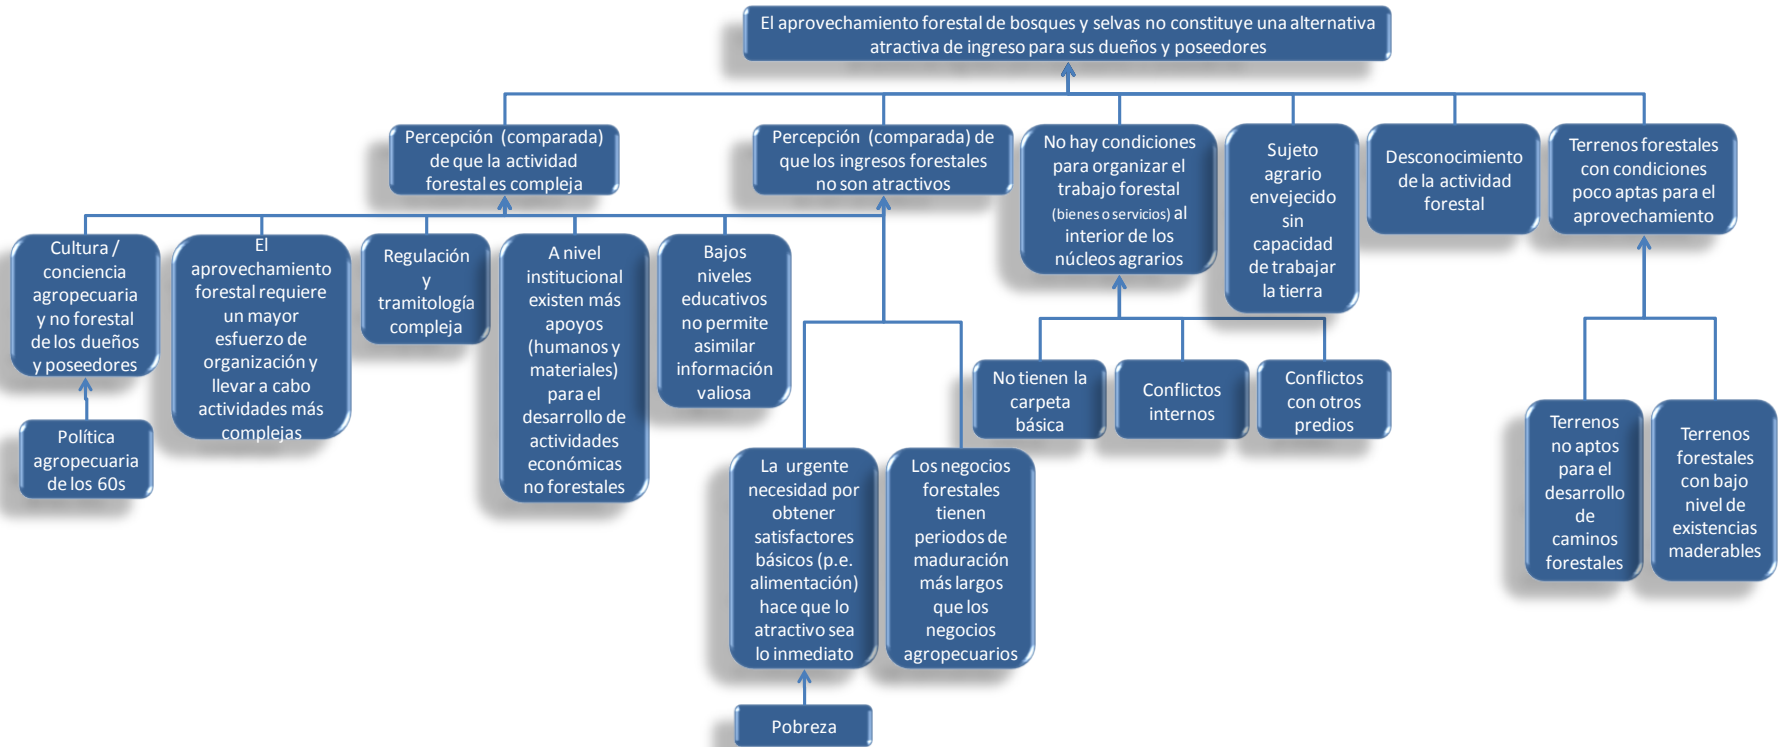 El aprovechamiento forestal de bosques y selvas no constituye una alternativa
atractiva de ingreso para sus dueños y poseedores
Percepción (comparada)
de que la actividad
forestal es compleja
Percepción (comparada) de
que los ingresos forestales
no son atractivos
No hay condiciones
para organizar el
trabajo forestal
(bienes o servicios) al
interior de los
núcleos agrarios
Sujeto
agrario
envejecido
sin
capacidad
de trabajar
la tierra
Desconocimiento
de la actividad
forestal
Terrenos forestales
con condiciones
poco aptas para el
aprovechamiento
Cultura /
conciencia
agropecuaria
y no forestal
de los dueños
y poseedores
El
aprovechamiento
forestal requiere
un mayor
esfuerzo de
organización y
llevar a cabo
actividades más
complejas
Regulación
y
tramitología
compleja
A nivel
institucional
existen más
apoyos
(humanos y
materiales)
para el
desarrollo de
actividades
económicas
no forestales
Bajos
niveles
educativos
no permite
asimilar
información
valiosa
Política
agropecuaria
de los 60s
La urgente
necesidad por
obtener
satisfactores
básicos (p.e.
alimentación)
hace que lo
atractivo sea
lo inmediato
Los negocios
forestales
tienen
periodos de
maduración
más largos
que los
negocios
agropecuarios
No tienen la
carpeta
básica
Conflictos
internos
Conflictos
con otros
predios
Terrenos
no aptos
para el
desarrollo
de
caminos
forestales
Terrenos
forestales
con bajo
nivel de
existencias
maderables
Pobreza